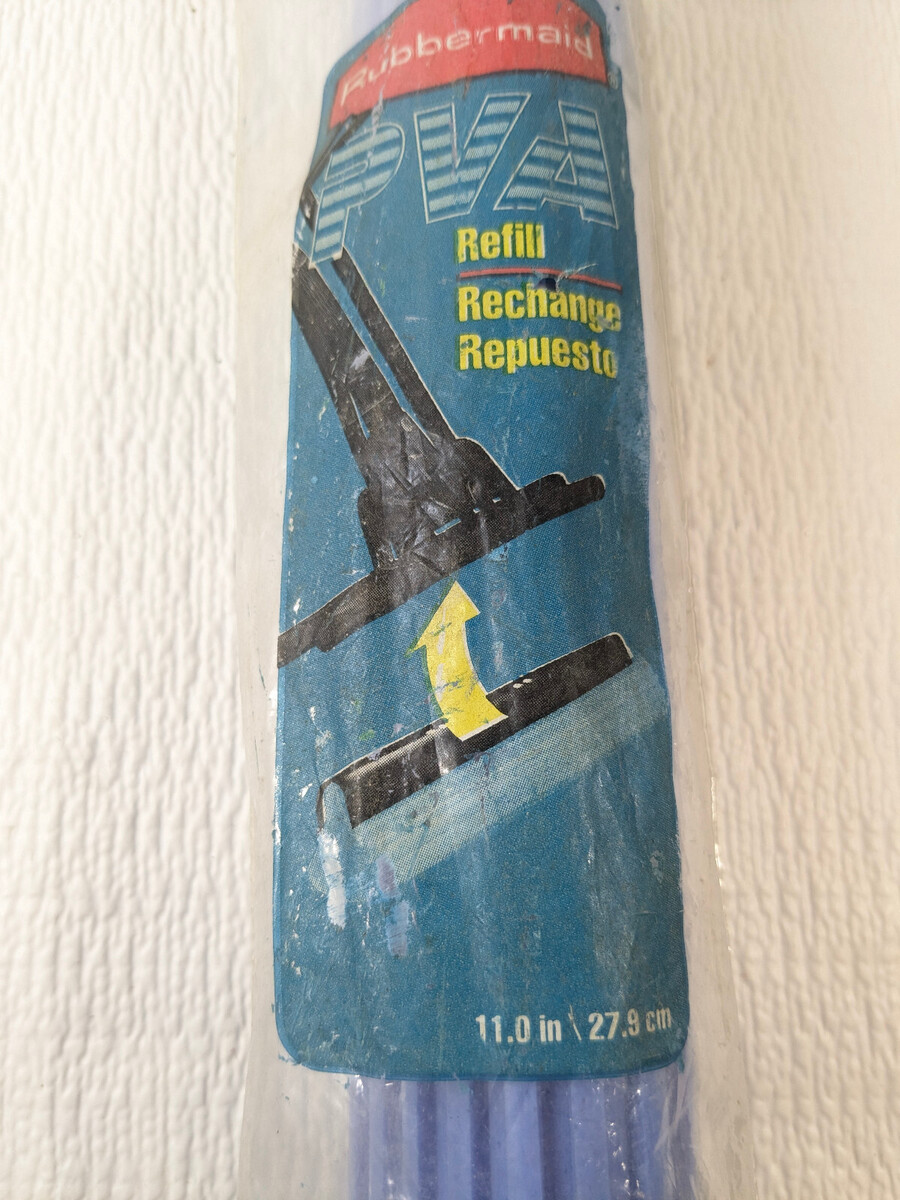 Rubbermaid
PVA
Refill
Rechange
Repuesto
11.0 in \ 27.9 cm